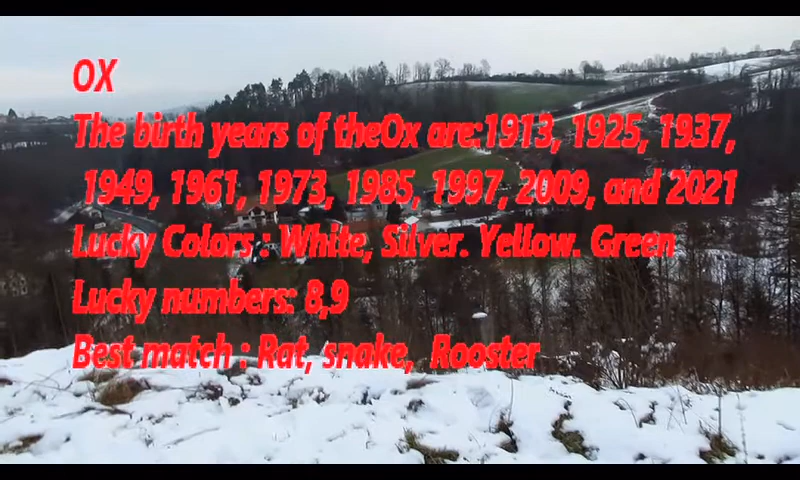 OX
The birth years of theOx are:1913, 1925, 1937,
1949, 1961, 1973, 1985, 1997, 2009, and 2021
Lucky Colors : White, Silver. Yellow. Green
Lucky numbers: 8,9
Best match : Rat, snake, Rooster